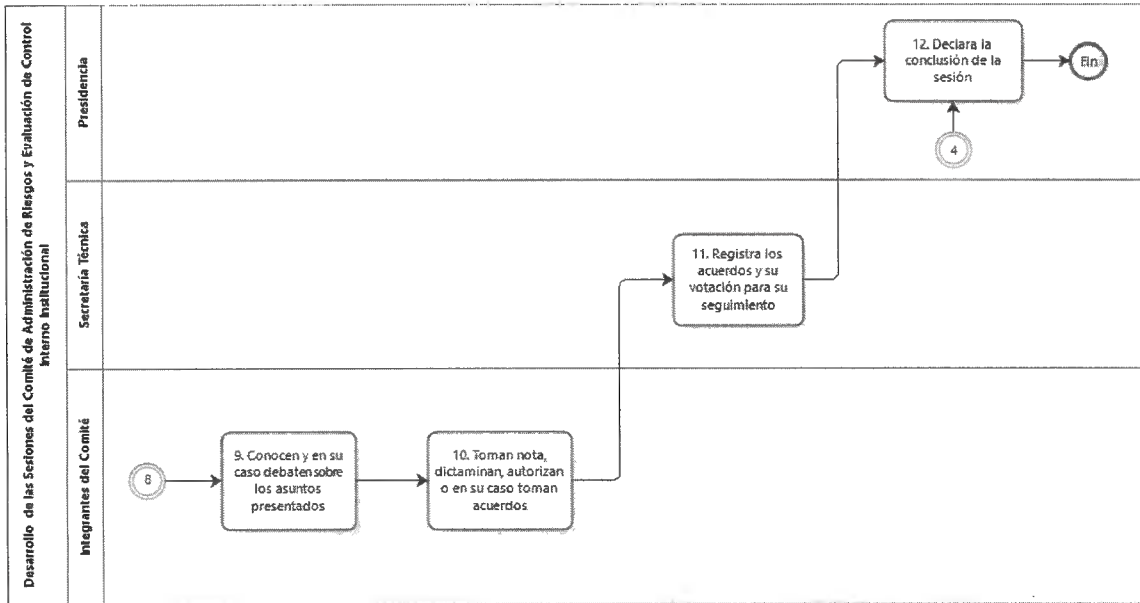 Desarrollo de las Sesiones del Comité de Administración de Riesgos y Evaluación de Control
Interno Institucional
Presidencia
12. Declara la
conclusión de la
sesión
Fin
4
Secretaría Técnica
11. Registra los
acuerdos y su
votación para su
seguimiento
Integrantes del Comité
8
9. Conocen y en su
caso debaten sobre
los asuntos
presentados
10. Toman nota,
dictaminan, autorizan
o en su caso toman
acuerdos